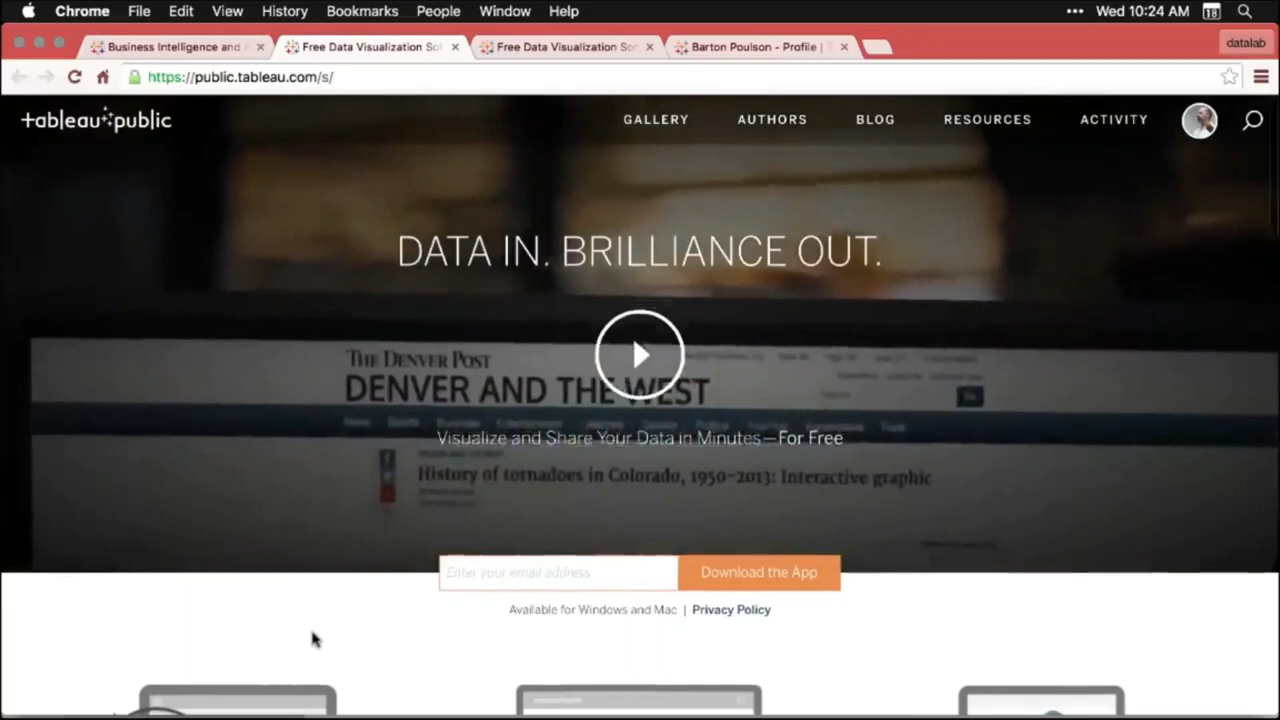 Chrome File Edit View History Bookmarks People Window Help ••• Wed 10:24 AM 18
Business Intelligence and Free Data Visualization Free Data Visualization Barton Poulson - Profile | datalab
https://public.tableau.com/s/
+ableau public GALLERY AUTHORS BLOG RESOURCES ACTIVITY
DATA IN. BRILLIANCE OUT.
THE DENVER POST
DENVER AND THE WEST
Visualize and Share Your Data in Minutes—For Free
History of tornadoes in Colorado, 1950-2013: Interactive graphic
Enter your email address Download the App
Available for Windows and Mac | Privacy Policy